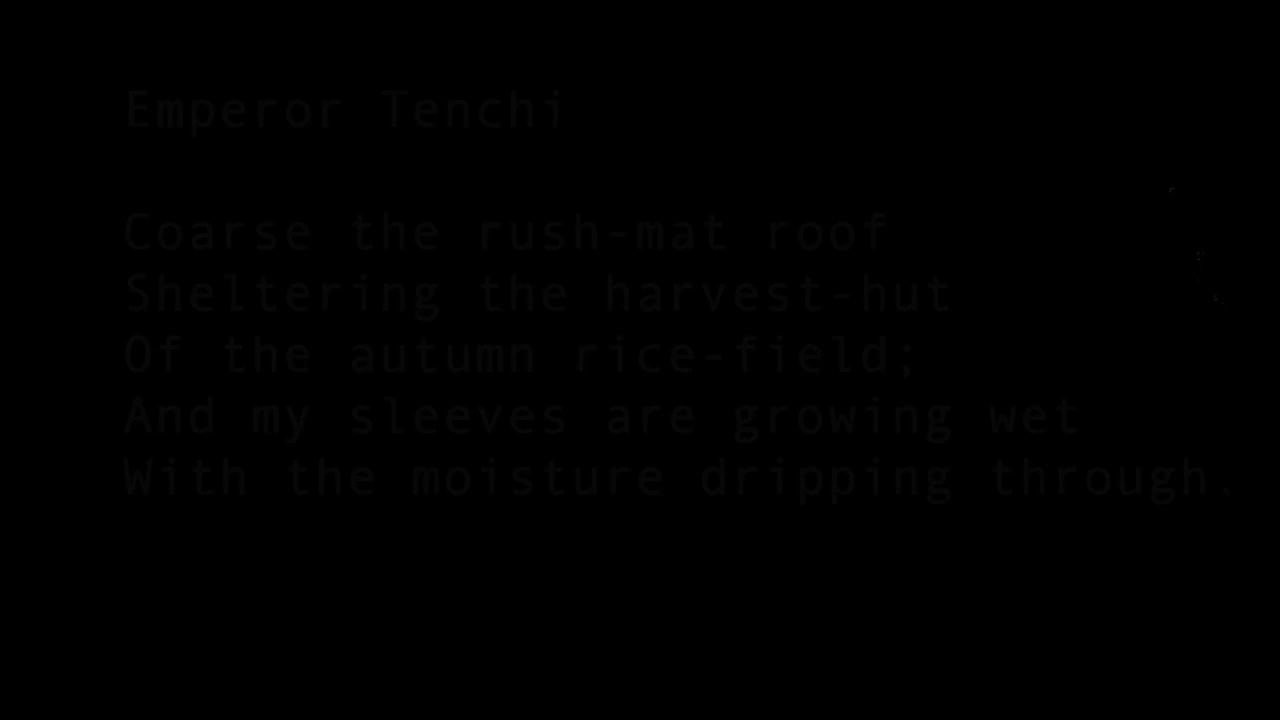 Emperor Tenchi
Coarse the rush-mat roof
Sheltering the harvest-hut
Of the autumn rice-field;
And my sleeves are growing wet
With the moisture dripping through.